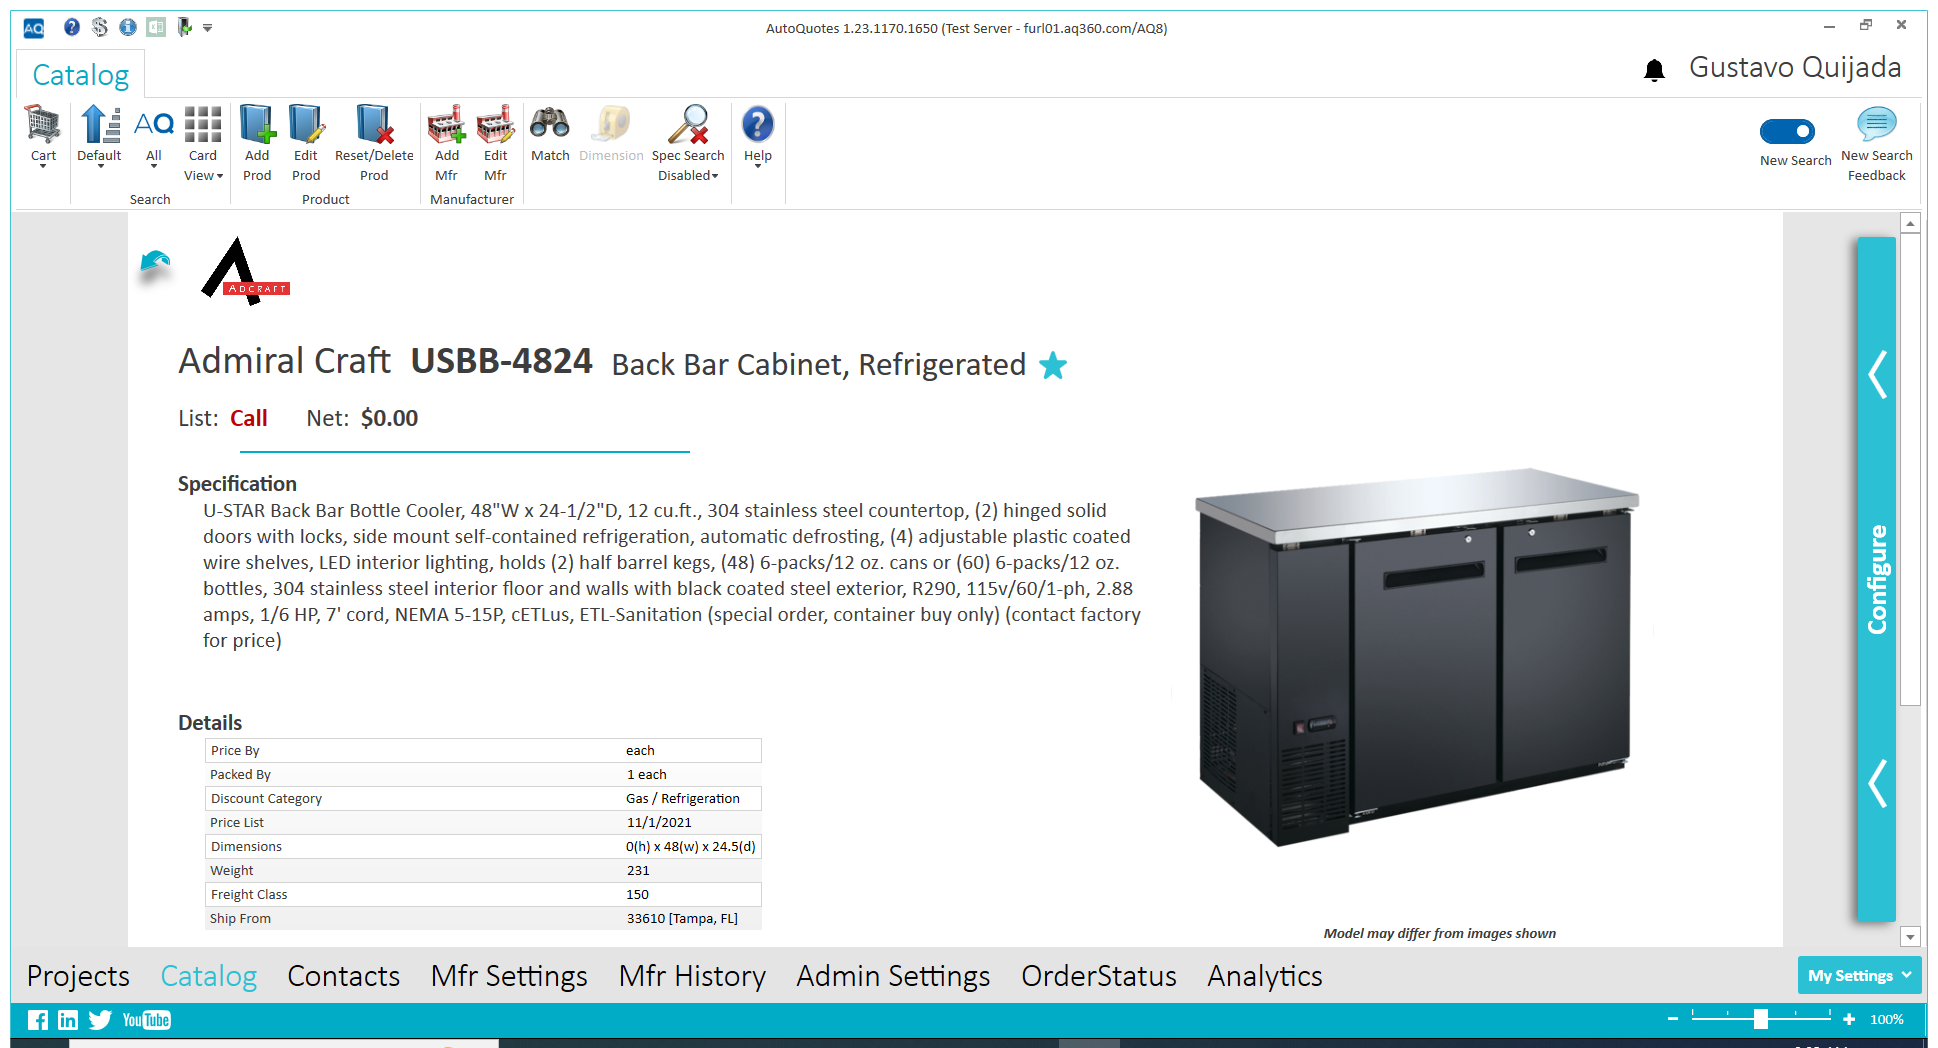 AQ
AutoQuotes 1.23.1170.1650 (Test Server - furl01.aq360.com/AQ8)
Catalog
Gustavo Quijada
Cart
Default
AQ
All
Card
View
Search
Add
Prod
Edit
Prod
Reset/Delete
Prod
Product
Add
Mfr
Edit
Mfr
Manufacturer
Match
Dimension
Spec Search
Disabled
Help
New Search
New Search
Feedback
ADCRAFT
Admiral Craft USBB-4824 Back Bar Cabinet, Refrigerated
List: Call Net: $0.00
Specification
U-STAR Back Bar Bottle Cooler, 48"W x 24-1/2"D, 12 cu.ft., 304 stainless steel countertop, (2) hinged solid
doors with locks, side mount self-contained refrigeration, automatic defrosting, (4) adjustable plastic coated
wire shelves, LED interior lighting, holds (2) half barrel kegs, (48) 6-packs/12 oz. cans or (60) 6-packs/12 oz.
bottles, 304 stainless steel interior floor and walls with black coated steel exterior, R290, 115v/60/1-ph, 2.88
amps, 1/6 HP, 7' cord, NEMA 5-15P, cETLus, ETL-Sanitation (special order, container buy only) (contact factory
for price)
Configure
Details
Price By each
Packed By 1 each
Discount Category Gas / Refrigeration
Price List 11/1/2021
Dimensions 0(h) x 48(w) x 24.5(d)
Weight 231
Freight Class 150
Ship From 33610 [Tampa, FL]
Model may differ from images shown
Projects Catalog Contacts Mfr Settings Mfr History Admin Settings OrderStatus Analytics
My Settings
YouTube
100%